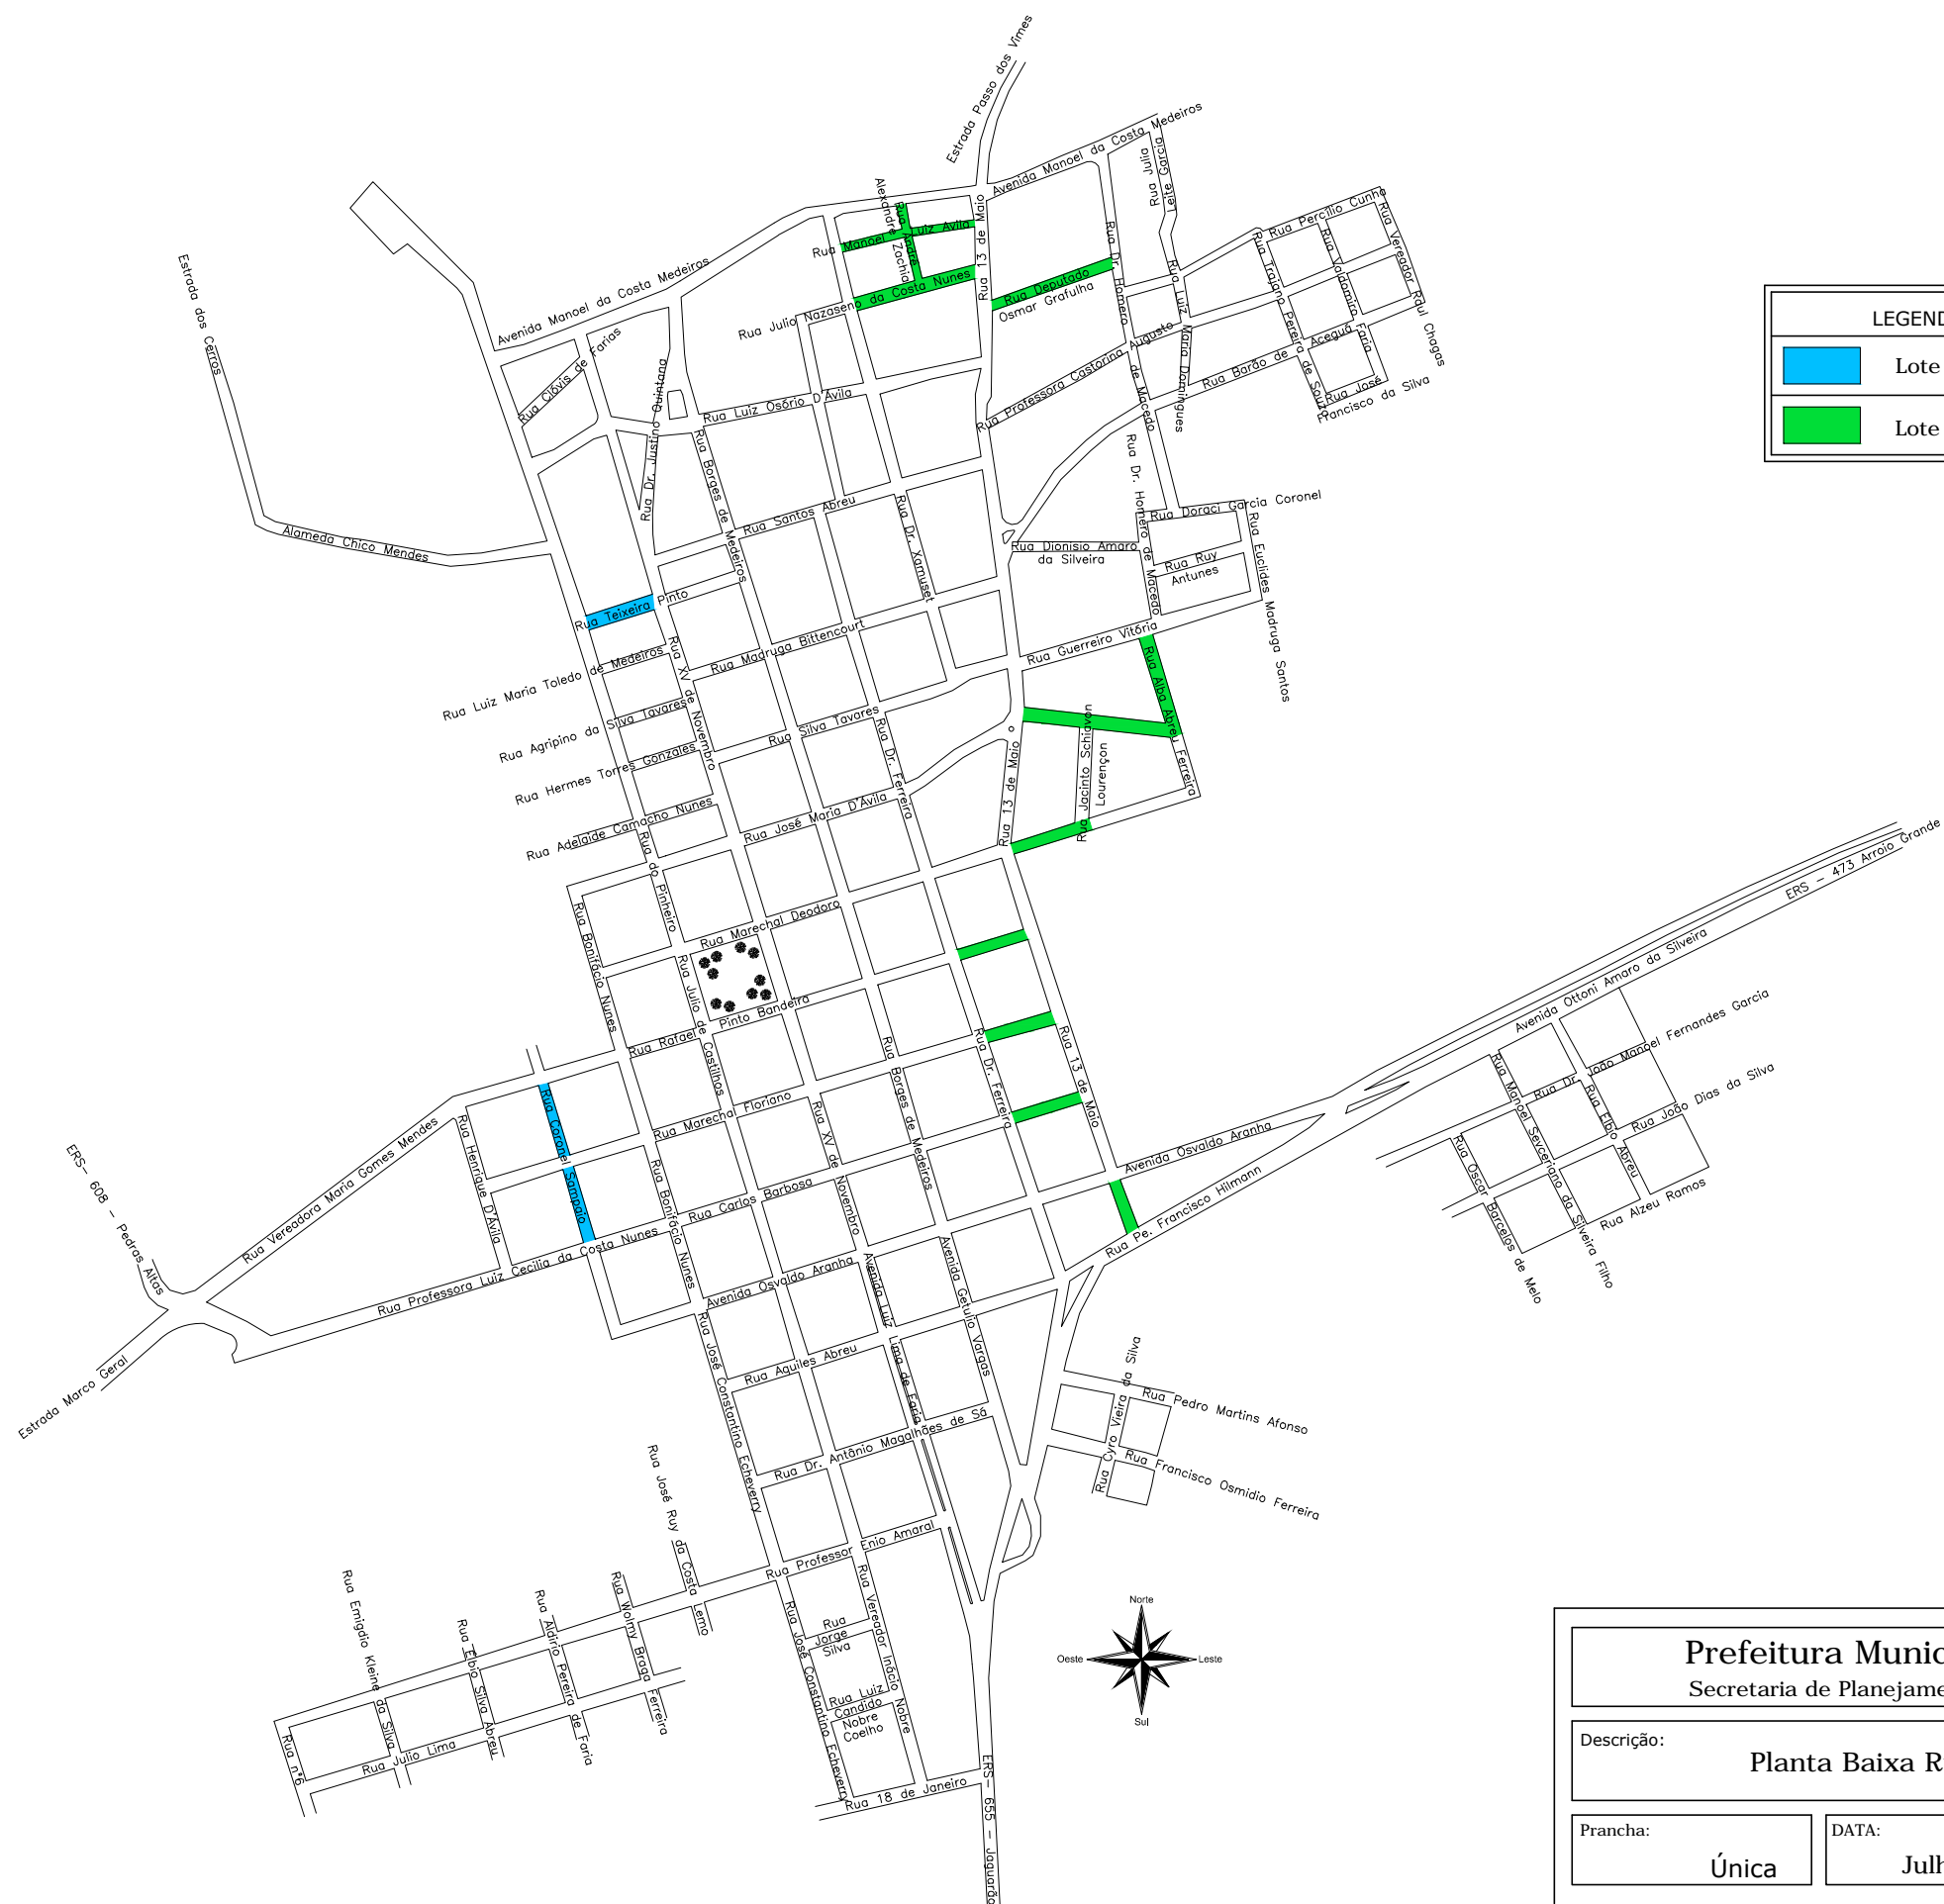 Estrada Passo dos Vimes
Avenida Manoel da Costa Medeiros
Rua Julia
Leite Garcia
Rua Percílio Cunha
Rua Vereador Raul Chagas
Rua Valdomiro Faria
Rua Trajano Pereira de Souza
Rua Luiz Maria Domingues
Rua Dr. Homero de Macedo
Rua 13 de Maio
Rua André
Alexandre Zachia
Rua Manoel Luiz Avila
Rua Julio Nazaseno da Costa Nunes
Rua Deputado
Osmar Grafulha
Estrada dos Cerros
Avenida Manoel da Costa Medeiros
Rua Clóvis de Farias
Rua Dr. Justino Quintana
Rua Luiz Osório D'Avila
Rua Professora Castorina Augusto
Rua Barão de Aceguá
Rua José
Francisco da Silva
LEGEND
Lote
Lote
Rua Borges de Medeiros
Rua Santos Abreu
Rua Dr. Xamuset
Rua Dr. Homero de Macedo
Rua Doraci Garcia Coronel
Rua Dionisio Amaro
da Silveira
Rua Ruy
Antunes
Rua Euclides Madruga Santos
Alameda Chico Mendes
Rua Teixeira Pinto
Rua Luiz Maria Toledo de Medeiros
Rua XV de Novembro
Rua Madruga Bittencourt
Rua Guerreiro Vitória
Rua Alba Abreu Ferreira
Rua Agripino da Silva Tavares
Rua Silva Tavares
Rua Hermes Torres Gonzales
Rua Dr. Ferreira
Rua 13 de Maio
Rua Jacinto Schiavon
Lourençon
Rua Adelaide Camacho Nunes
Rua José Maria D'Avila
Rua do Pinheiro
Rua Bonifácio Nunes
Rua Marechal Deodoro
Rua Julio de Castilhos
Rua Rafael Pinto Bandeira
ERS - 473 Arroio Grande
Avenida Ottoni Amaro da Silveira
Rua Dr. João Manoel Fernandes Garcia
Rua João Dias da Silva
Rua Manoel Sevceriano da Silveira Filho
Rua Elbio Abreu
Rua Oscar Barcelos de Melo
Rua Alzeu Ramos
Rua Borges de Medeiros
Rua Dr. Ferreira
Rua 13 de Maio
Rua Coronel Sampaio
Rua Marechal Floriano
Rua XV de Novembro
Rua Henrique D'Avila
Rua Vereadora Maria Gomes Mendes
ERS- 608 - Pedras Altas
Rua Bonifácio Nunes
Rua Carlos Barbosa
Avenida Osvaldo Aranha
Rua Pe. Francisco Hilmann
Rua Professora Luiz Cecilia da Costa Nunes
Avenida Osvaldo Aranha
Avenida Luiz Lima de Faria
Avenida Getulio Vargas
Estrada Marco Geral
Rua José Constantino Echeverry
Rua Aquiles Abreu
Rua Dr. Antônio Magalhães de Sá
Rua Cyro Vieira da Silva
Rua Pedro Martins Afonso
Rua Francisco Osmidio Ferreira
Rua José Ruy da Costa Lemo
Rua Professor Enio Amaral
Rua Emigdio Kleine da Silva
Rua Elbio Silva Abreu
Rua Aldirio Pereira de Faria
Rua Wolmy Braga Ferreira
Rua Julio Lima
Rua n°6
Rua José Constantino Echeverry
Rua
Jorge
Silva
Rua Vereador Inácio Nobre
Rua Luiz
Candido
Nobre
Coelho
Rua 18 de Janeiro
ERS- 655 - Jaguarão
Norte
Oeste
Leste
Sul
Prefeitura Munic
Secretaria de Planejame
Descrição:
Planta Baixa R
Prancha:
Única
DATA:
Julh